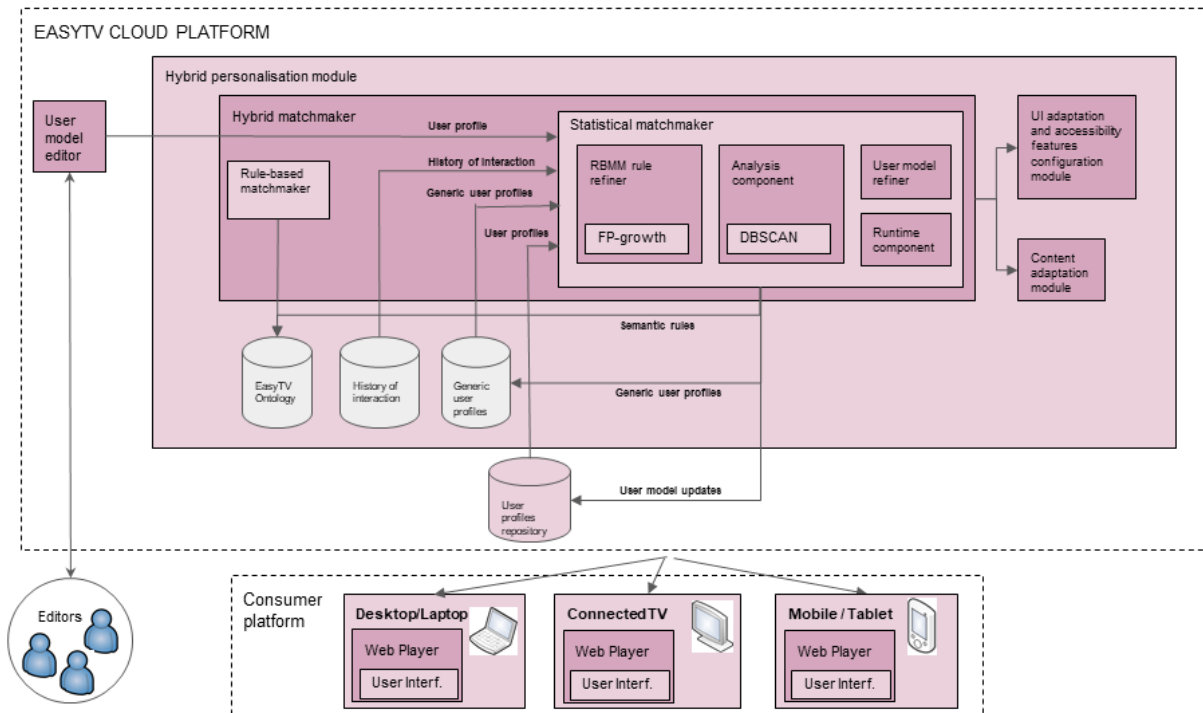 EASYTV CLOUD PLATFORM
Hybrid personalisation module
User
model
editor
Hybrid matchmaker
User profile
Rule-based
matchmaker
History of Interaction
Generic user profiles
User profiles
Statistical matchmaker
RBMM rule
refiner
FP-growth
Analysis
component
DBSCAN
User model
refiner
Runtime
component
UI adaptation
and accessibility
features
configuration
module
Content
adaptation
module
Semantic rules
EasyTV
Ontology
History of
interaction
Generic
user
profiles
Generic user profiles
User
profiles
repository
User model updates
Editors
Consumer
platform
Desktop/Laptop
Web Player
User Interf.
ConnectedTV
Web Player
User Interf.
Mobile / Tablet
Web Player
User Interf.